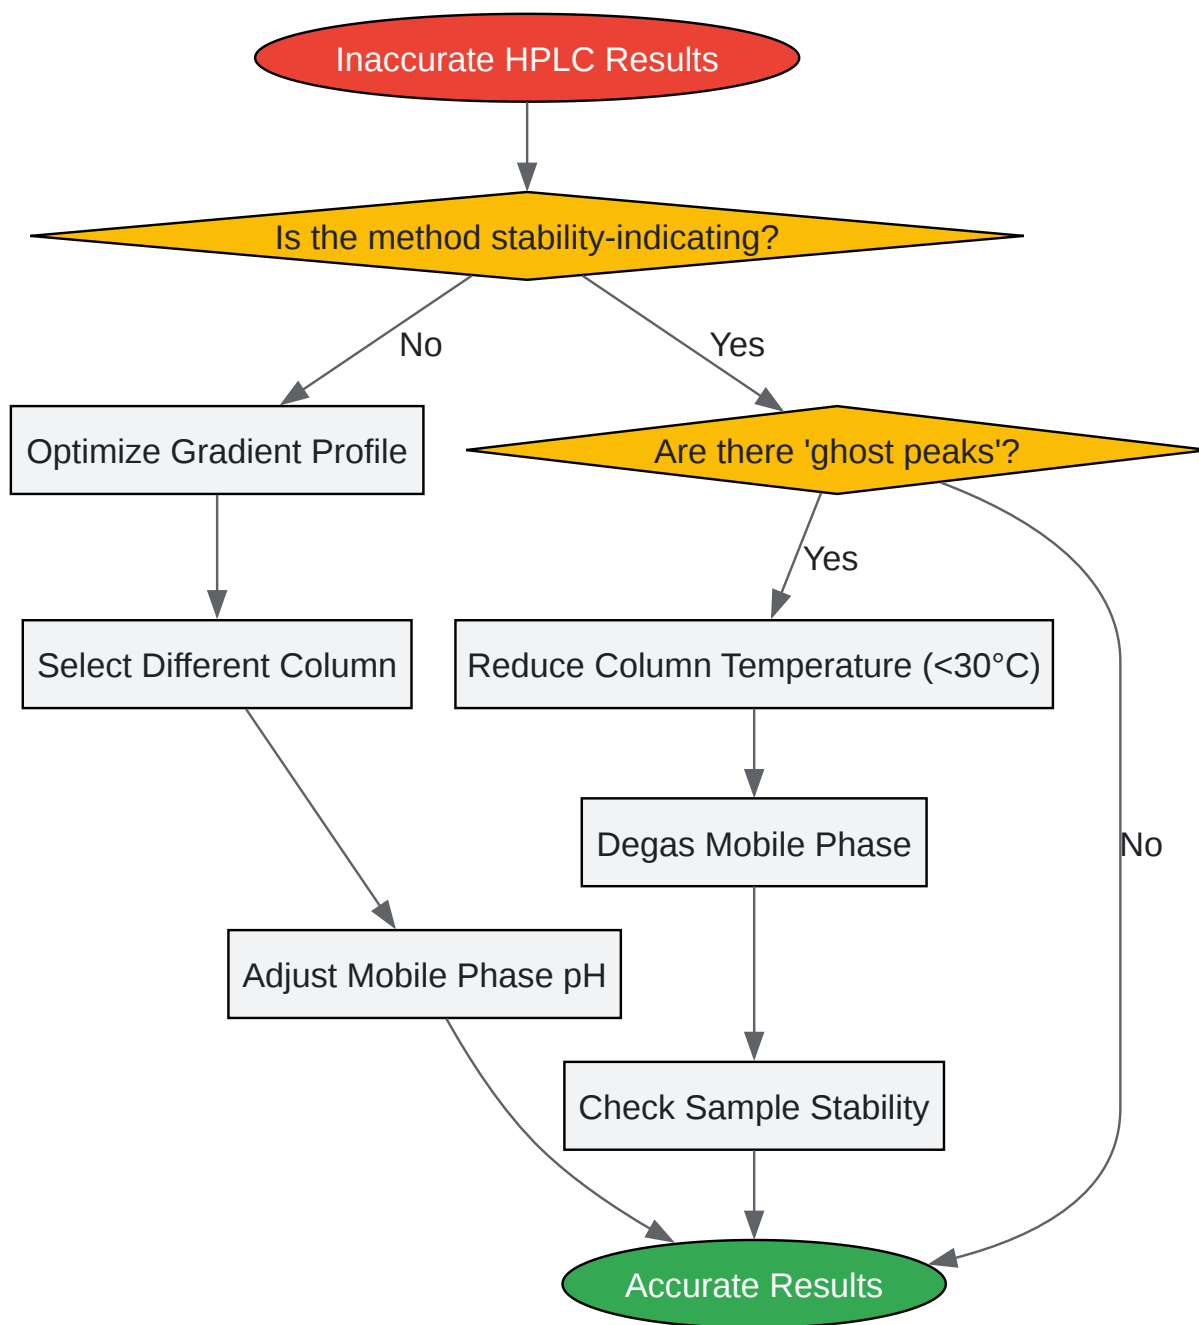 Inaccurate HPLC Results
Is the method stability-indicating?
No
Yes
Optimize Gradient Profile
Are there 'ghost peaks'?
Yes
Select Different Column
Reduce Column Temperature (<30°C)
Degas Mobile Phase
No
Adjust Mobile Phase pH
Check Sample Stability
Accurate Results